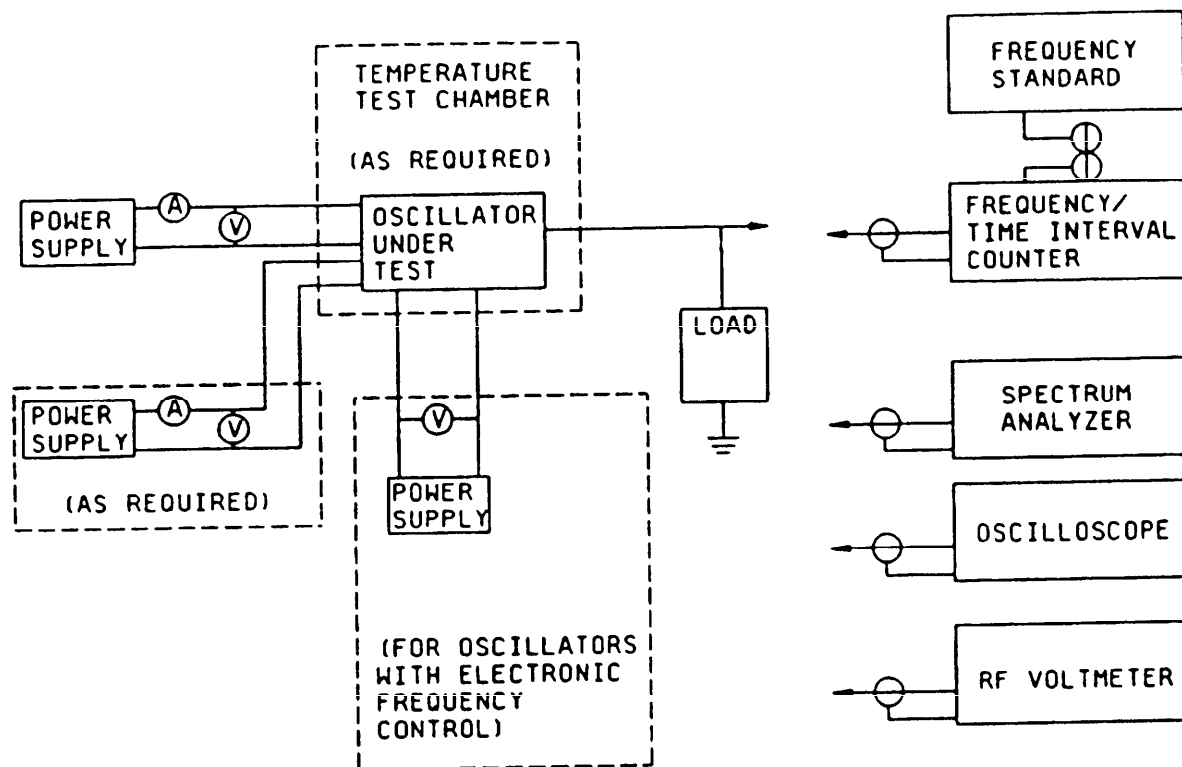 TEMPERATURE
TEST CHAMBER
(AS REQUIRED)
FREQUENCY
STANDARD
POWER
SUPPLY
A
V
OSCILLATOR
UNDER
TEST
FREQUENCY/
TIME INTERVAL
COUNTER
LOAD
POWER
SUPPLY
A
V
(AS REQUIRED)
V
POWER
SUPPLY
(FOR OSCILLATORS
WITH ELECTRONIC
FREQUENCY
CONTROL)
SPECTRUM
ANALYZER
OSCILLOSCOPE
RF VOLTMETER